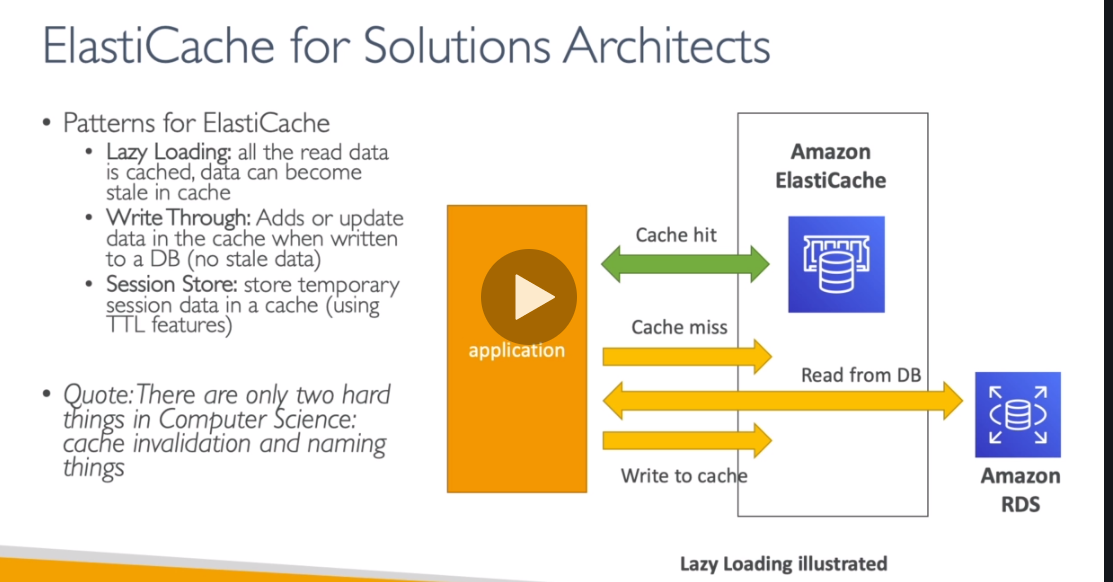 ElastiCache for Solutions Architects
• Patterns for ElastiCache
• Lazy Loading: all the read data
is cached, data can become
stale in cache
• Write Through: Adds or update
data in the cache when written
to a DB (no stale data)
• Session Store: store temporary
session data in a cache (using
TTL features)
• Quote: There are only two hard
things in Computer Science:
cache invalidation and naming
things
application
Cache hit
Cache miss
Read from DB
Write to cache
Amazon
ElastiCache
Amazon
RDS
Lazy Loading illustrated